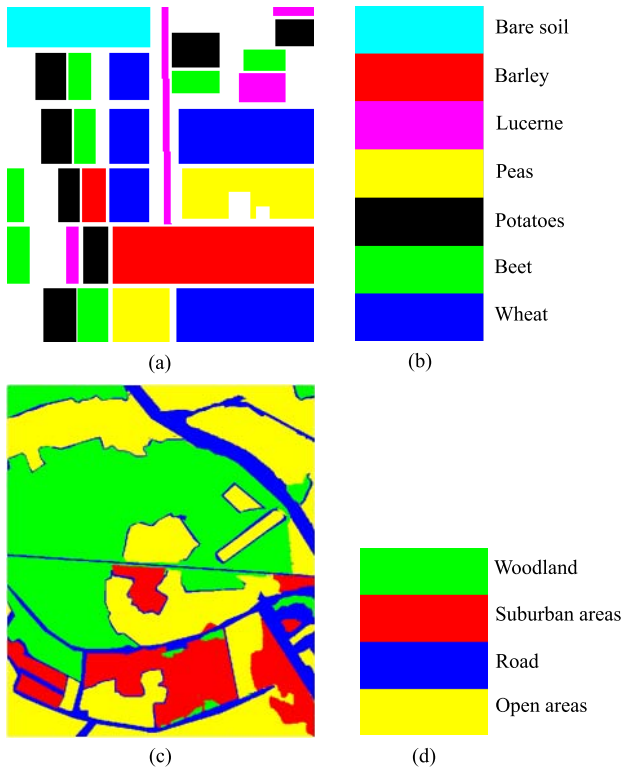 Bare soil
Barley
Lucerne
Peas
Potatoes
Beet
Wheat
(a)
(b)
Woodland
Suburban areas
Road
Open areas
(c)
(d)